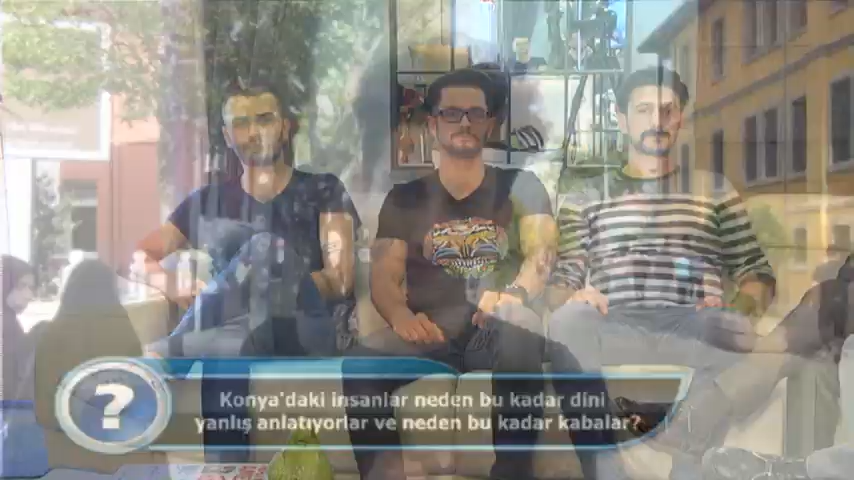 ?
Konya'daki insanlar neden bu kadar dini
yanlış anlatıyorlar ve neden bu kadar kabalar?